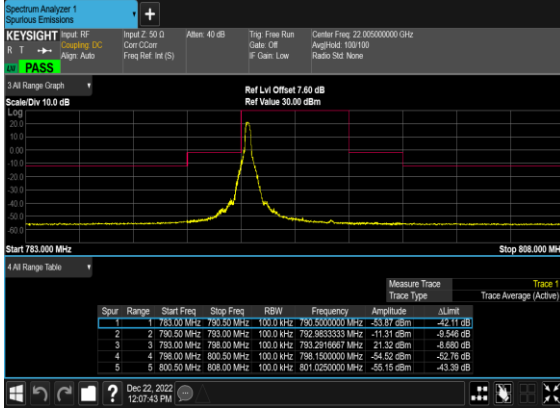 Spectrum Analyzer 1
Spurious Emissions
+
KEYSIGHT Input: RF Input Z: 50 Ω Atten: 40 dB Trig: Free Run Center Freq: 22.005000000 GHz
R T Coupling: DC Corr CCorr Gate: Off Avg|Hold: 100/100
Align: Auto Freq Ref: Int (S) IF Gain: Low Radio Std: None
LXI PASS
3 All Range Graph
Ref Lvl Offset 7.60 dB
Scale/Div 10.0 dB Ref Value 30.00 dBm
Log
20.0
10.0
0.00
-10.0
-20.0
-30.0
-40.0
-50.0
-60.0
Start 783.000 MHz Stop 808.000 MH
4 All Range Table
Measure Trace Trace 1
Trace Type Trace Average (Active)
Spur Range Start Freq Stop Freq RBW Frequency Amplitude ΔLimit
1 1 783.00 MHz 790.50 MHz 100.0 kHz 790.5000000 MHz -53.87 dBm -42.11 dB
2 2 790.50 MHz 793.00 MHz 100.0 kHz 792.9833333 MHz -11.31 dBm -9.546 dB
3 3 793.00 MHz 798.00 MHz 100.0 kHz 793.2916667 MHz 21.32 dBm -8.680 dB
4 4 798.00 MHz 800.50 MHz 100.0 kHz 798.1500000 MHz -54.52 dBm -52.76 dB
5 5 800.50 MHz 808.00 MHz 100.0 kHz 801.0250000 MHz -55.15 dBm -43.39 dB
? Dec 22, 2022
12:07:43 PM